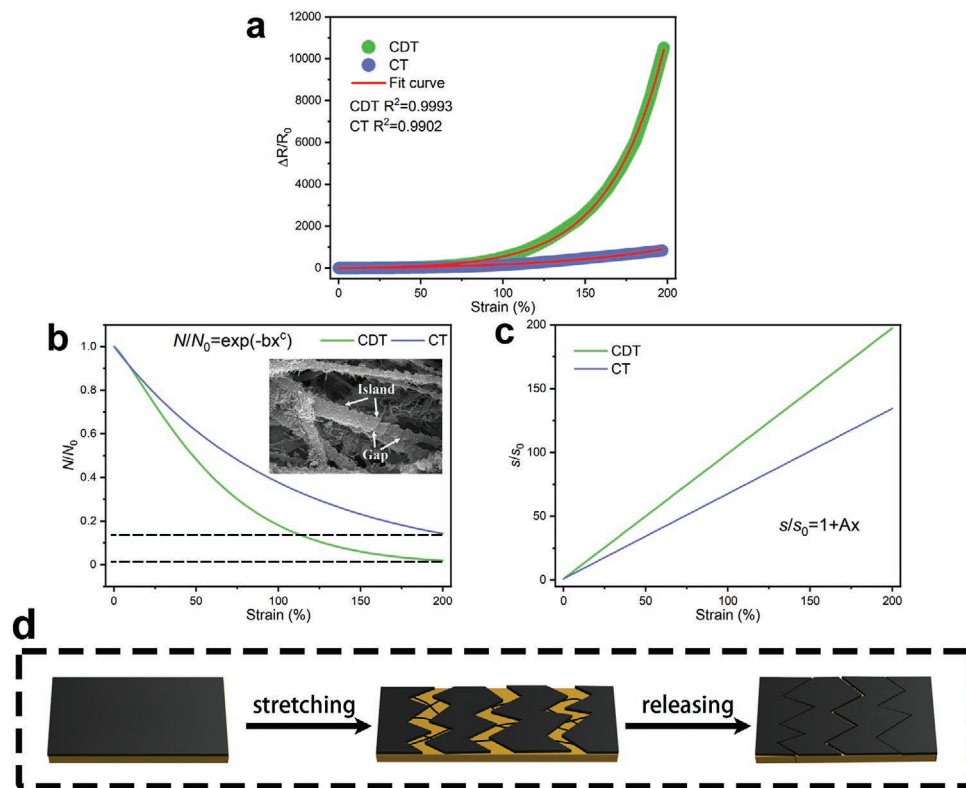 a
12000
10000
8000
6000
4000
2000
0
ΔR/R₀
CDT
CT
Fit curve
CDT R²=0.9993
CT R²=0.9902
0 50 100 150 200
Strain (%)
b
1.0
0.8
0.6
0.4
0.2
0
N/N₀
N/N₀=exp(-bxᶜ)
CDT CT
Island
Gap
0 50 100 150 200
Strain (%)
c
200
150
100
50
0
s/s₀
CDT
CT
s/s₀=1+Ax
0 50 100 150 200
Strain (%)
d
stretching
releasing